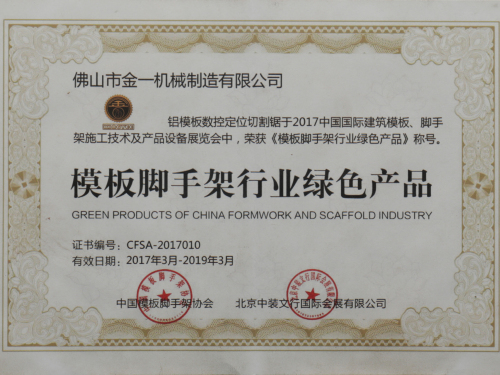 佛山市金一机械制造有限公司
铝模板数控定位切割锯于2017中国国际建筑模板、脚手
架施工技术及产品设备展览会中，荣获《模板脚手架行业绿色产品》称号。
模板脚手架行业绿色产品
GREEN PRODUCTS OF CHINA FORMWORK AND SCAFFOLD INDUSTRY
证书编号：CFSA-2017010
有效日期：2017年3月-2019年3月
中国模板脚手架协会 北京中装文行国际会展有限公司